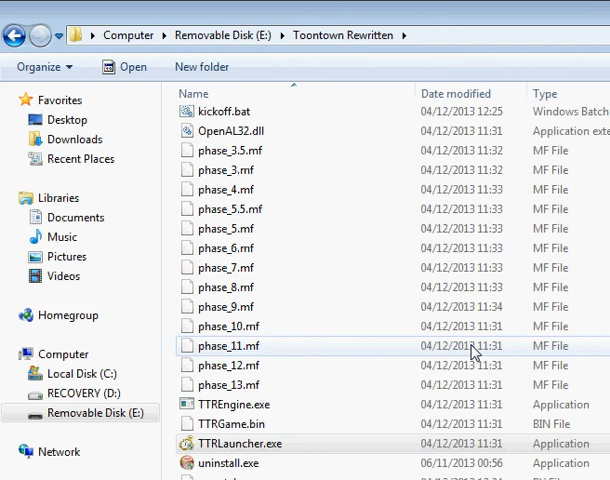 Computer Removable Disk (E:) Toontown Rewritten
Organize Open New folder
Name Date modified Type
Favorites
Desktop
Downloads
Recent Places
Libraries
Documents
Music
Pictures
Videos
Homegroup
Computer
Local Disk (C:)
RECOVERY (D:)
Removable Disk (E:)
Network
kickoff.bat 04/12/2013 12:25 Windows Batch
OpenAL32.dll 04/12/2013 11:31 Application exte
phase_3.5.mf 04/12/2013 11:32 MF File
phase_3.mf 04/12/2013 11:32 MF File
phase_4.mf 04/12/2013 11:33 MF File
phase_5.5.mf 04/12/2013 11:33 MF File
phase_5.mf 04/12/2013 11:33 MF File
phase_6.mf 04/12/2013 11:33 MF File
phase_7.mf 04/12/2013 11:33 MF File
phase_8.mf 04/12/2013 11:33 MF File
phase_9.mf 04/12/2013 11:34 MF File
phase_10.mf 04/12/2013 11:31 MF File
phase_11.mf 04/12/2013 11:31 MF File
phase_12.mf 04/12/2013 11:31 MF File
phase_13.mf 04/12/2013 11:31 MF File
TTREngine.exe 04/12/2013 11:31 Application
TTRGame.bin 04/12/2013 11:31 BIN File
TTRLauncher.exe 04/12/2013 11:31 Application
uninstall.exe 06/11/2013 00:56 Application